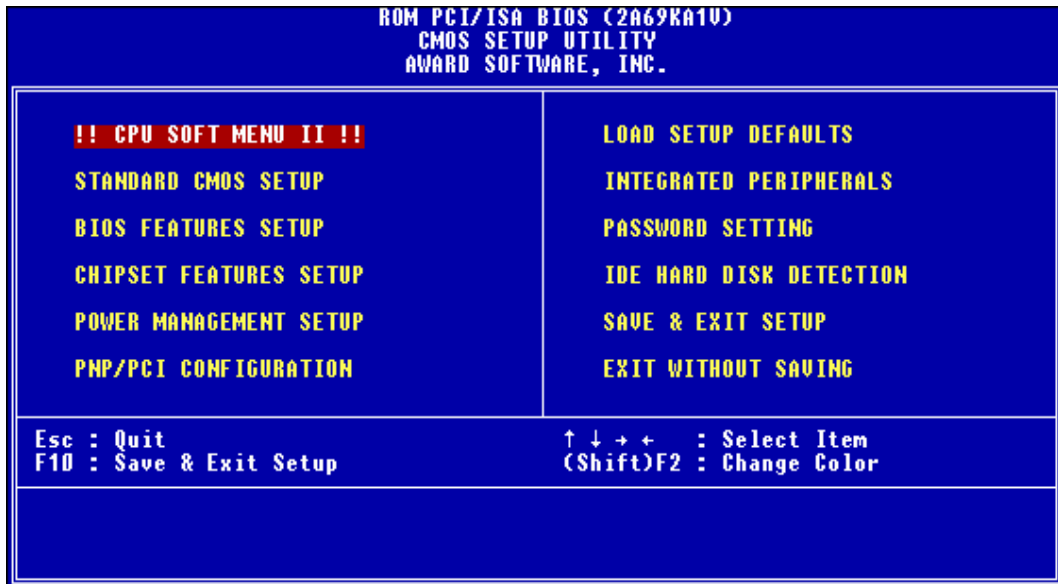 ROM PCI/ISA BIOS (2A69KA1V)
CMOS SETUP UTILITY
AWARD SOFTWARE, INC.
!! CPU SOFT MENU II !!
STANDARD CMOS SETUP
BIOS FEATURES SETUP
CHIPSET FEATURES SETUP
POWER MANAGEMENT SETUP
PNP/PCI CONFIGURATION
LOAD SETUP DEFAULTS
INTEGRATED PERIPHERALS
PASSWORD SETTING
IDE HARD DISK DETECTION
SAVE & EXIT SETUP
EXIT WITHOUT SAVING
Esc : Quit
F10 : Save & Exit Setup
↑ ↓ → ← : Select Item
(Shift)F2 : Change Color